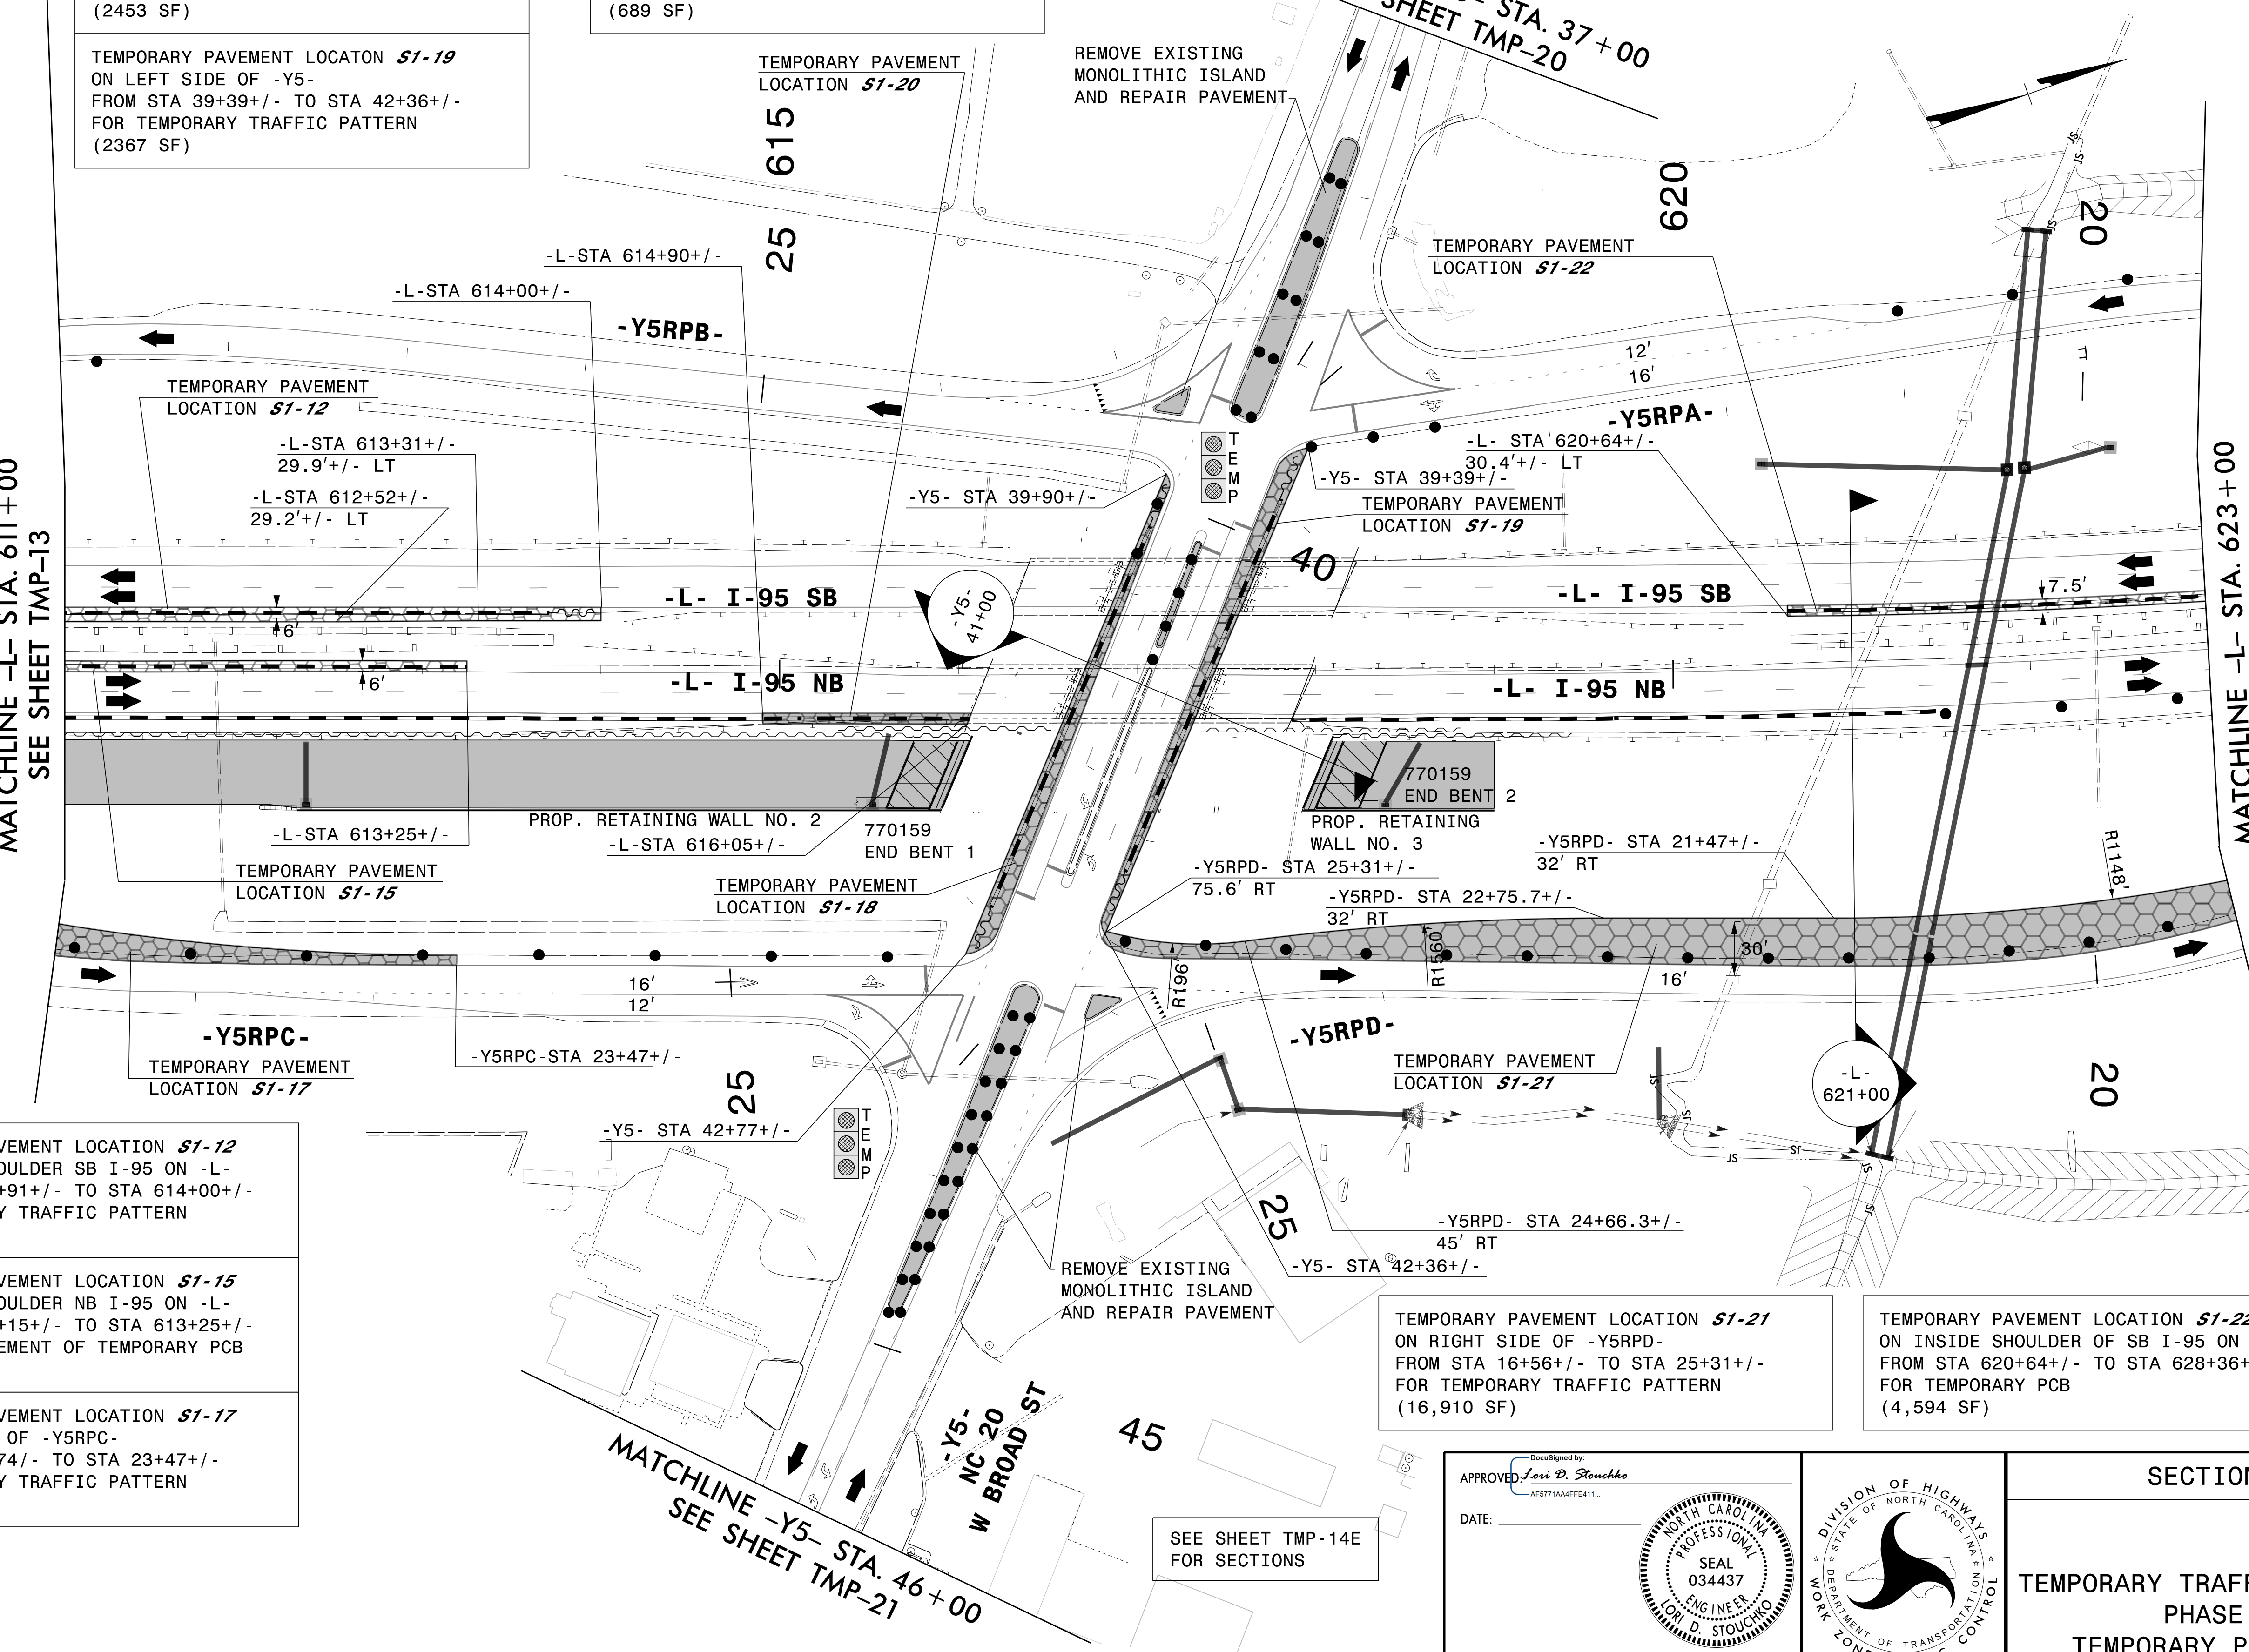 (2453 SF)
TEMPORARY PAVEMENT LOCATON S1-19
ON LEFT SIDE OF -Y5-
FROM STA 39+39+/- TO STA 42+36+/-
FOR TEMPORARY TRAFFIC PATTERN
(2367 SF)
(689 SF)
TEMPORARY PAVEMENT
LOCATION S1-20
REMOVE EXISTING
MONOLITHIC ISLAND
AND REPAIR PAVEMENT
STA. 37+00
SHEET TMP-20
615
25
620
20
TEMPORARY PAVEMENT
LOCATION S1-22
-L-STA 614+90+/-
-L-STA 614+00+/-
-Y5RPB-
12'
16'
-Y5RPA-
TEMPORARY PAVEMENT
LOCATION S1-12
-L-STA 613+31+/-
29.9'+/- LT
-L-STA 612+52+/-
29.2'+/- LT
TEMP
-L- STA 620+64+/-
30.4'+/- LT
-Y5- STA 39+39+/-
-Y5- STA 39+90+/-
TEMPORARY PAVEMENT
LOCATION S1-19
40
MATCHLINE -L- STA. 611+00
SEE SHEET TMP-13
MATCHLINE -L- STA. 623+00
-L- I-95 SB
-L- I-95 SB
7.5'
6'
-Y5-
41+00
6'
-L- I-95 NB
-L- I-95 NB
770159
END BENT 2
PROP. RETAINING WALL NO. 2
PROP. RETAINING
WALL NO. 3
770159
END BENT 1
-L-STA 613+25+/-
-L-STA 616+05+/-
-Y5RPD- STA 21+47+/-
32' RT
R1148'
TEMPORARY PAVEMENT
LOCATION S1-15
TEMPORARY PAVEMENT
LOCATION S1-18
-Y5RPD- STA 25+31+/-
75.6' RT
-Y5RPD- STA 22+75.7+/-
32' RT
R196'
R1560'
30'
16'
16'
12'
-Y5RPC-
-Y5RPD-
TEMPORARY PAVEMENT
LOCATION S1-17
-Y5RPC-STA 23+47+/-
TEMPORARY PAVEMENT
LOCATION S1-21
-L-
621+00
20
25
TEMP
-Y5- STA 42+77+/-
25
-Y5RPD- STA 24+66.3+/-
45' RT
-Y5- STA 42+36+/-
REMOVE EXISTING
MONOLITHIC ISLAND
AND REPAIR PAVEMENT
LOCATION S1-12
SB I-95 ON -L-
+91+/- TO STA 614+00+/-
TRAFFIC PATTERN
LOCATION S1-15
NB I-95 ON -L-
+15+/- TO STA 613+25+/-
OF TEMPORARY PCB
LOCATION S1-17
OF -Y5RPC-
74/- TO STA 23+47+/-
TRAFFIC PATTERN
TEMPORARY PAVEMENT LOCATION S1-21
ON RIGHT SIDE OF -Y5RPD-
FROM STA 16+56+/- TO STA 25+31+/-
FOR TEMPORARY TRAFFIC PATTERN
(16,910 SF)
TEMPORARY PAVEMENT LOCATION S1-22
ON INSIDE SHOULDER OF SB I-95 ON
FROM STA 620+64+/- TO STA 628+36+
FOR TEMPORARY PCB
(4,594 SF)
-Y5-
NC 20
W BROAD ST
45
MATCHLINE -Y5- STA. 46+00
SEE SHEET TMP-21
SEE SHEET TMP-14E
FOR SECTIONS
DocuSigned by:
APPROVED: Lori D. Stouchko
AF5771AA4FFE411...
DATE:
NORTH CAROLINA
PROFESSIONAL
SEAL
034437
ENGINEER
LORI D. STOUCHKO
DIVISION OF HIGHWAYS
STATE OF NORTH CAROLINA
DEPARTMENT OF TRANSPORTATION
WORK CONTROL
SECTION
TEMPORARY
PHASE
TEMPORARY